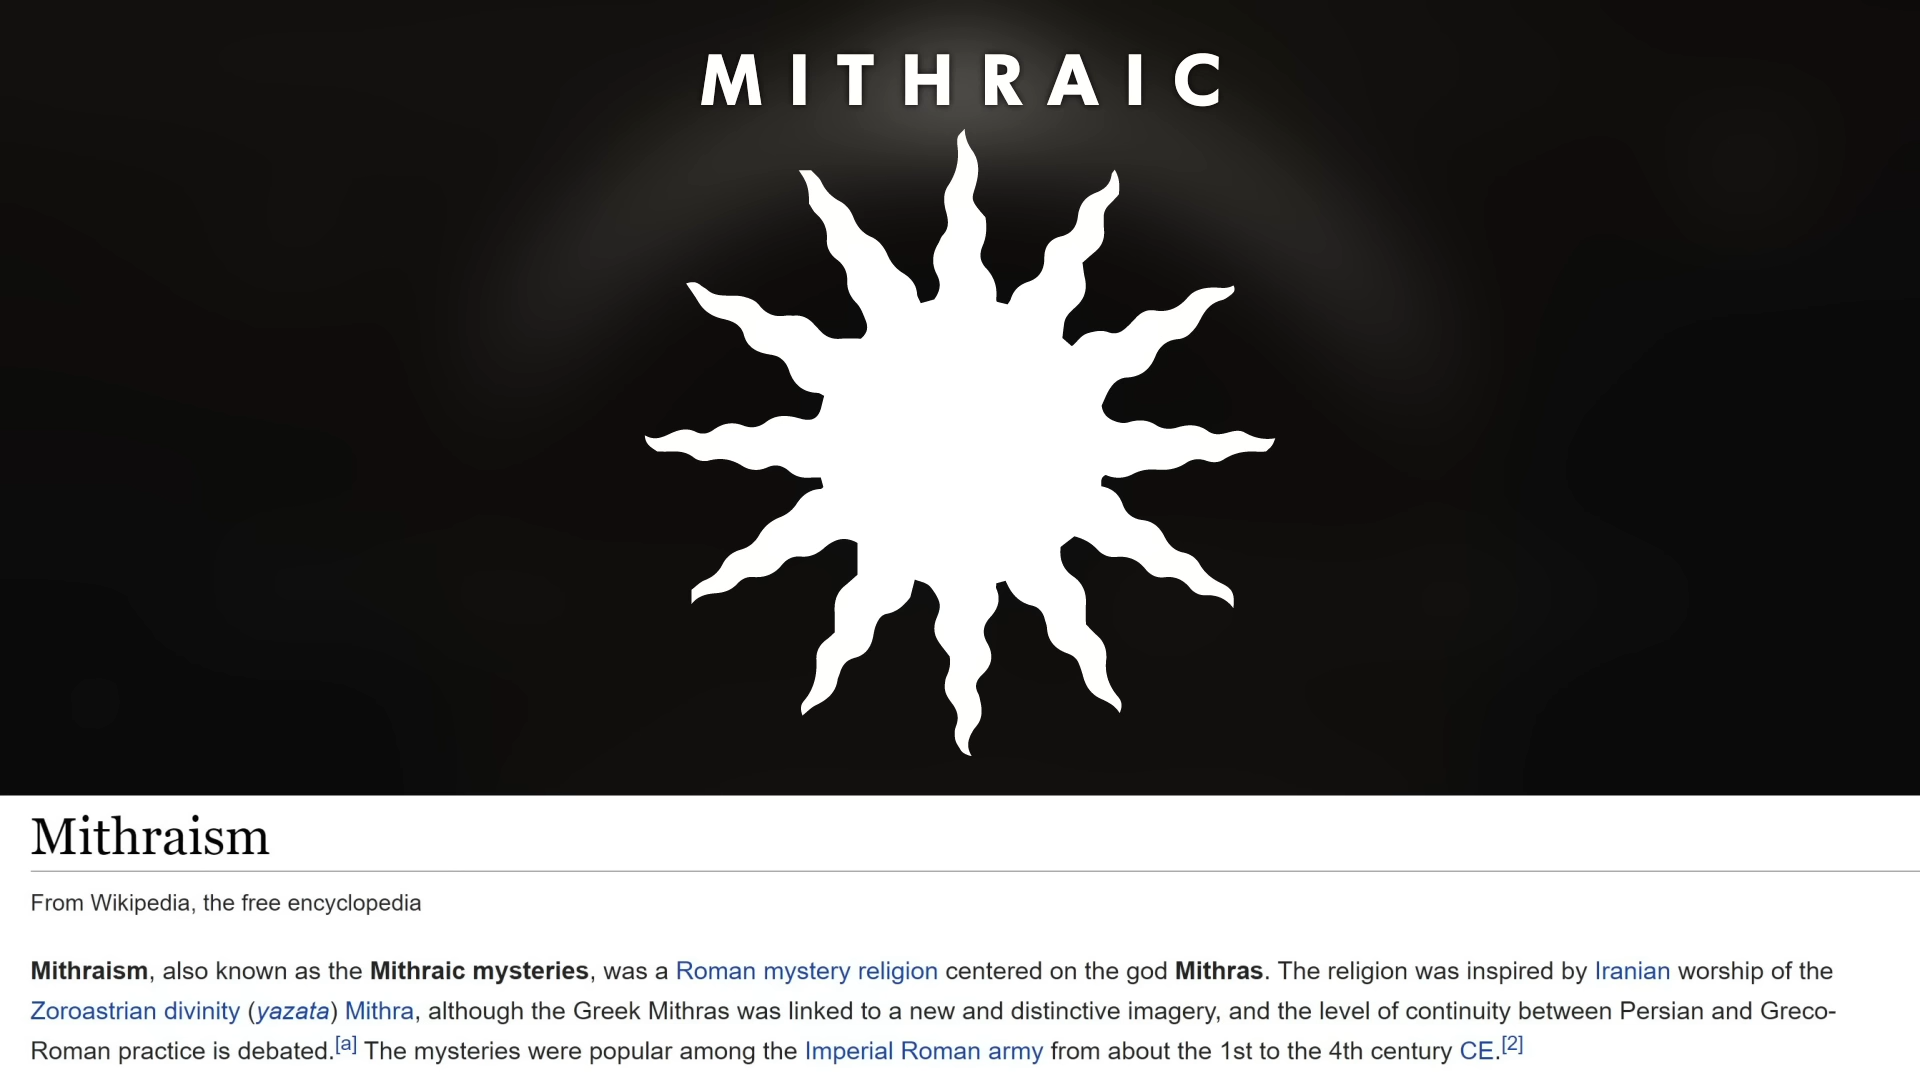 MITHRAIC
Mithraism
From Wikipedia, the free encyclopedia
Mithraism, also known as the Mithraic mysteries, was a Roman mystery religion centered on the god Mithras. The religion was inspired by Iranian worship of the
Zoroastrian divinity (yazata) Mithra, although the Greek Mithras was linked to a new and distinctive imagery, and the level of continuity between Persian and Greco-
Roman practice is debated.[a] The mysteries were popular among the Imperial Roman army from about the 1st to the 4th century CE.[2]